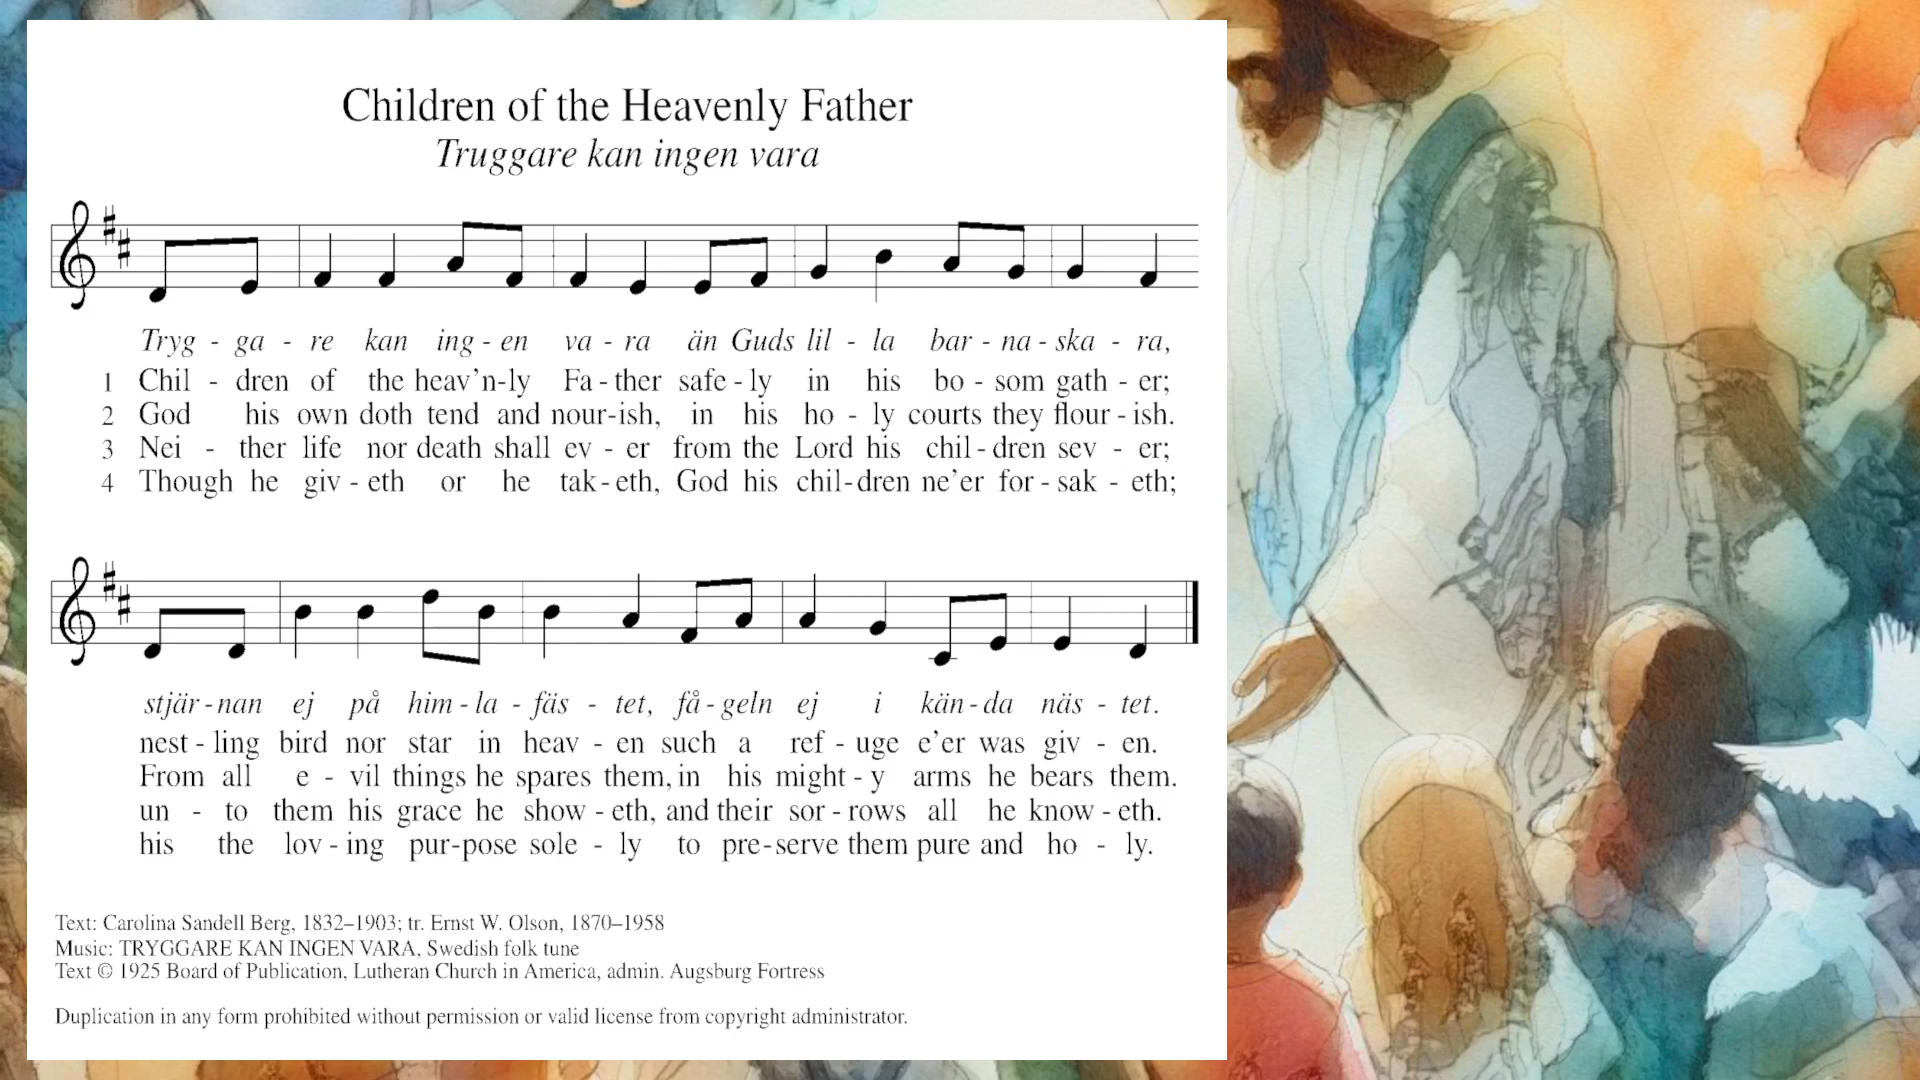 Children of the Heavenly Father
Truggare kan ingen vara
Tryg - ga - re kan ing - en va - ra än Guds lil - la bar - na - ska - ra,
1 Chil - dren of the heav'n-ly Fa - ther safe - ly in his bo - som gath - er;
2 God his own doth tend and nour-ish, in his ho - ly courts they flour - ish.
3 Nei - ther life nor death shall ev - er from the Lord his chil - dren sev - er;
4 Though he giv - eth or he tak - eth, God his chil - dren ne'er for - sak - eth;
stjär - nan ej på him - la - fäs - tet, få - geln ej i kän - da näs - tet.
nest - ling bird nor star in heav - en such a ref - uge e'er was giv - en.
From all e - vil things he spares them, in his might - y arms he bears them.
un - to them his grace he show - eth, and their sor - rows all he know - eth.
his the lov - ing pur-pose sole - ly to pre-serve them pure and ho - ly.
Text: Carolina Sandell Berg, 1832–1903; tr. Ernst W. Olson, 1870–1958
Music: TRYGGARE KAN INGEN VARA, Swedish folk tune
Text © 1925 Board of Publication, Lutheran Church in America, admin. Augsburg Fortress
Duplication in any form prohibited without permission or valid license from copyright administrator.